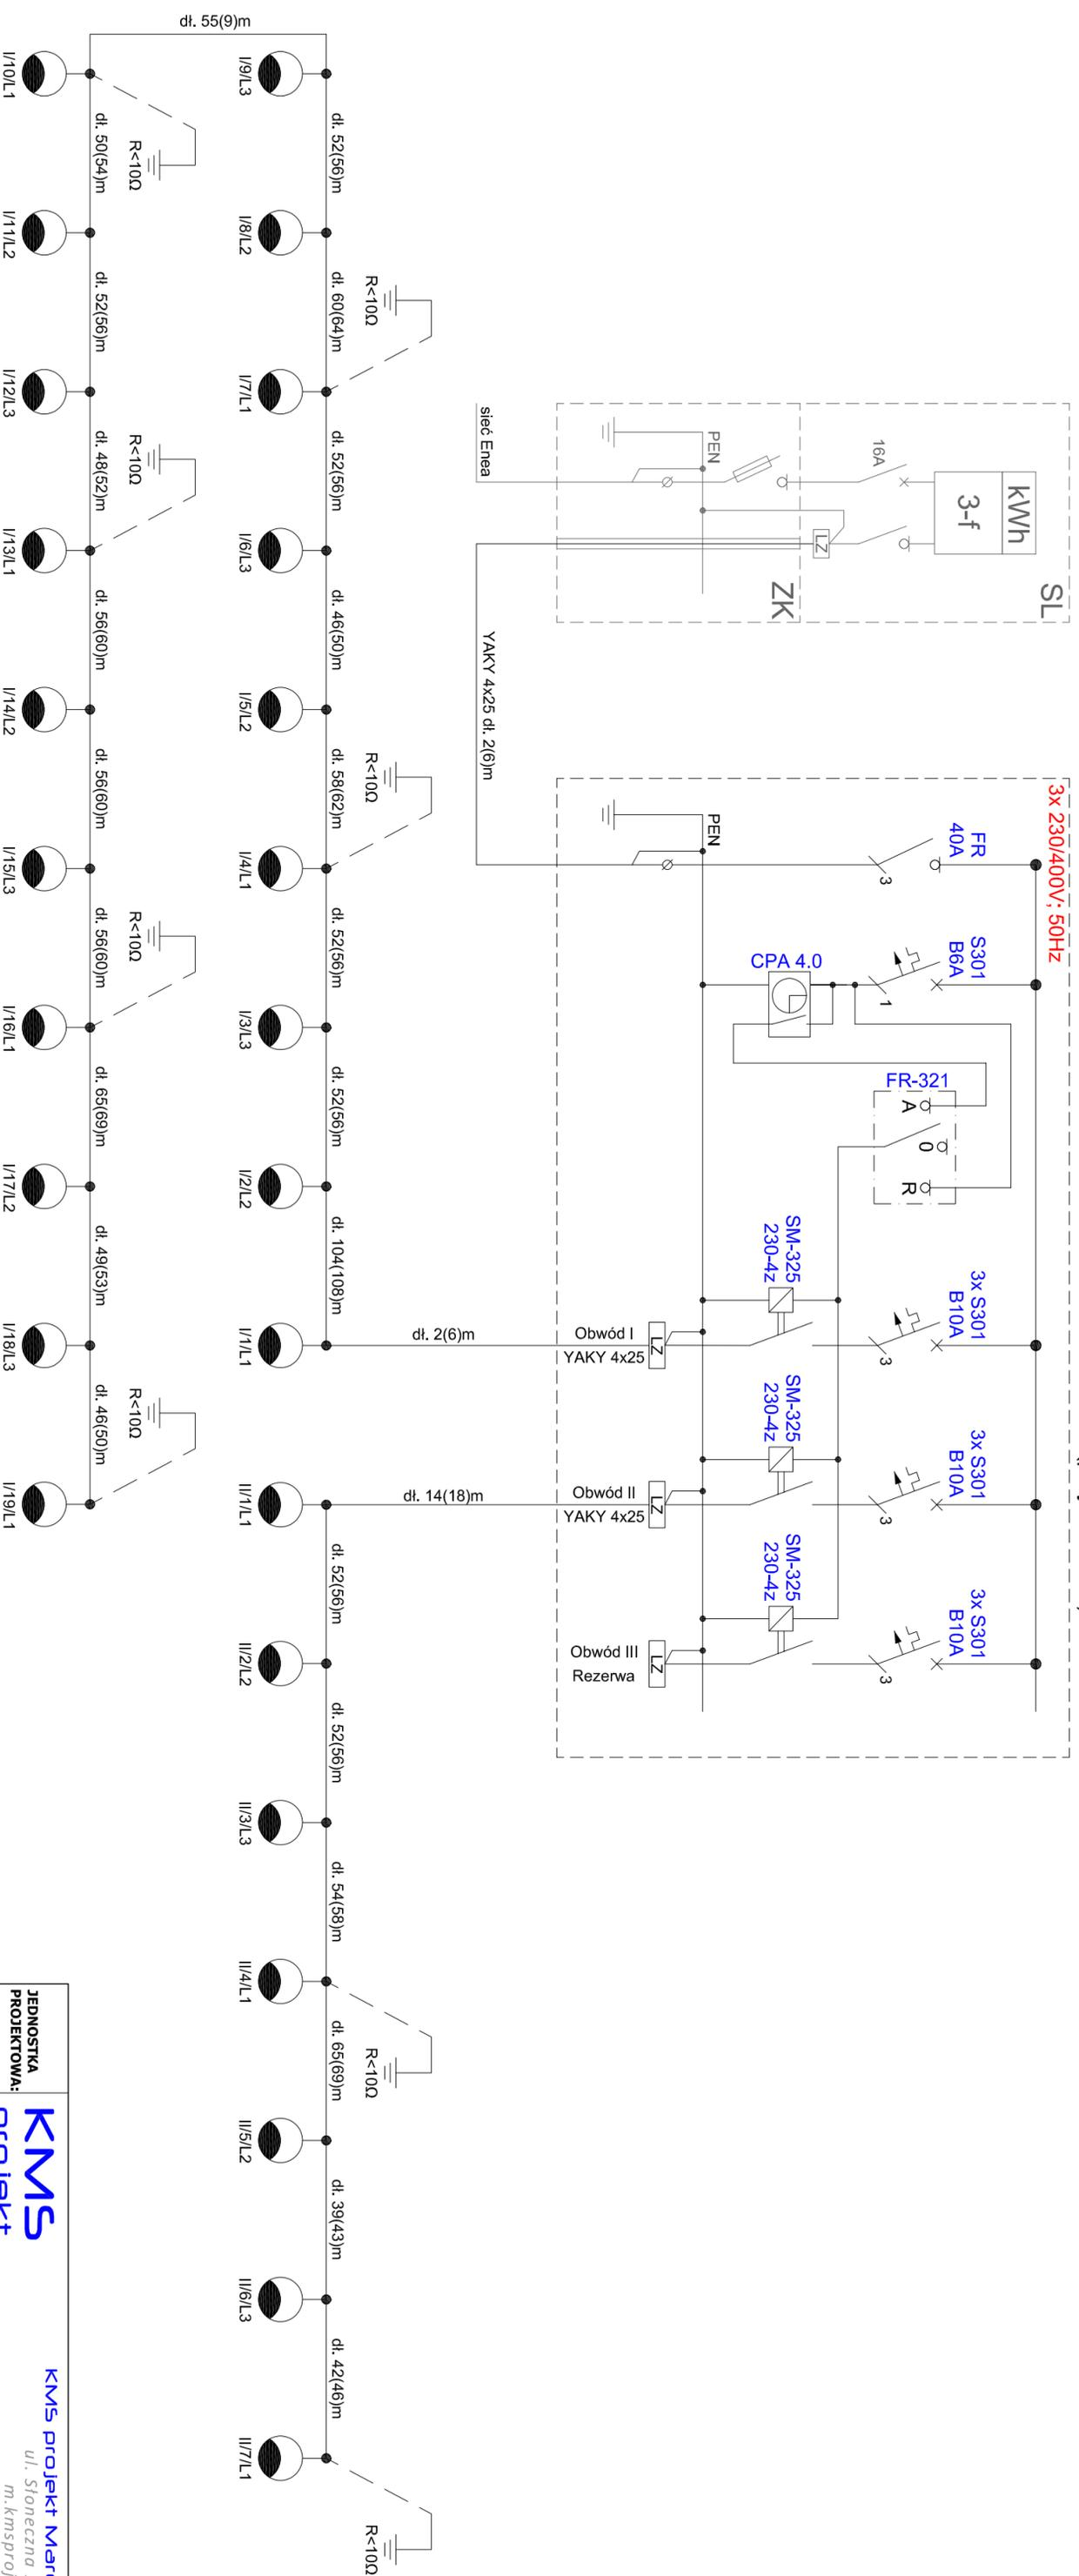 SL
kWh
3-f
16A
ZK
LZ
PEN
sieć Enea
YAKY 4x25 dł. 2(6)m
3x 230/400V; 50Hz
FR
40A
3
PEN
S301
B6A
1
CPA 4.0
FR-321
A
0
R
3x S301
B10A
3
SM-325
230-4z
LZ
Obwód I
YAKY 4x25
dł. 2(6)m
3x S301
B10A
3
SM-325
230-4z
LZ
Obwód II
YAKY 4x25
dł. 14(18)m
3x S301
B10A
3
SM-325
230-4z
LZ
Obwód III
Rezerwa
R<10Ω
R<10Ω
R<10Ω
R<10Ω
dł. 52(56)m
dł. 60(64)m
dł. 52(56)m
dł. 46(50)m
dł. 58(62)m
dł. 52(56)m
dł. 52(56)m
dł. 104(108)m
dł. 52(56)m
dł. 52(56)m
dł. 54(58)m
dł. 65(69)m
dł. 39(43)m
dł. 42(46)m
I/9/L3
I/8/L2
I/7/L1
I/6/L3
I/5/L2
I/4/L1
I/3/L3
I/2/L2
I/1/L1
II/1/L1
II/2/L2
II/3/L3
II/4/L1
II/5/L2
II/6/L3
II/7/L1
dł. 55(9)m
R<10Ω
R<10Ω
R<10Ω
R<10Ω
dł. 50(54)m
dł. 52(56)m
dł. 48(52)m
dł. 56(60)m
dł. 56(60)m
dł. 56(60)m
dł. 65(69)m
dł. 49(53)m
dł. 46(50)m
I/10/L1
I/11/L2
I/12/L3
I/13/L1
I/14/L2
I/15/L3
I/16/L1
I/17/L2
I/18/L3
I/19/L1
JEDNOSTKA
PROJEKTOWA:
KMS
projekt
KMS projekt
ul. Słoneczna